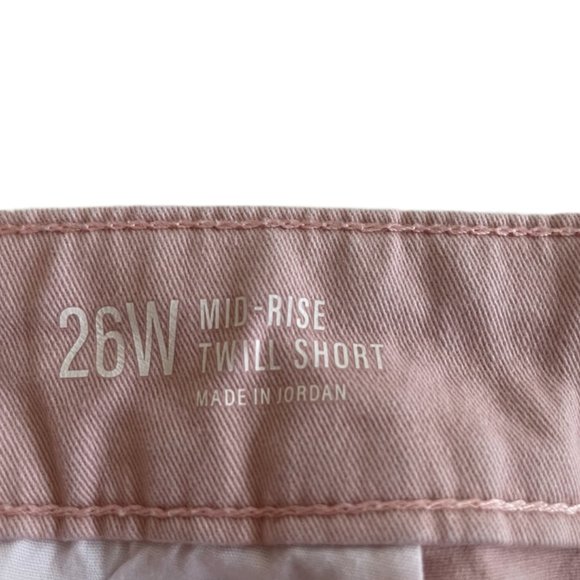 26W MID-RISE
TWILL SHORT
MADE IN JORDAN